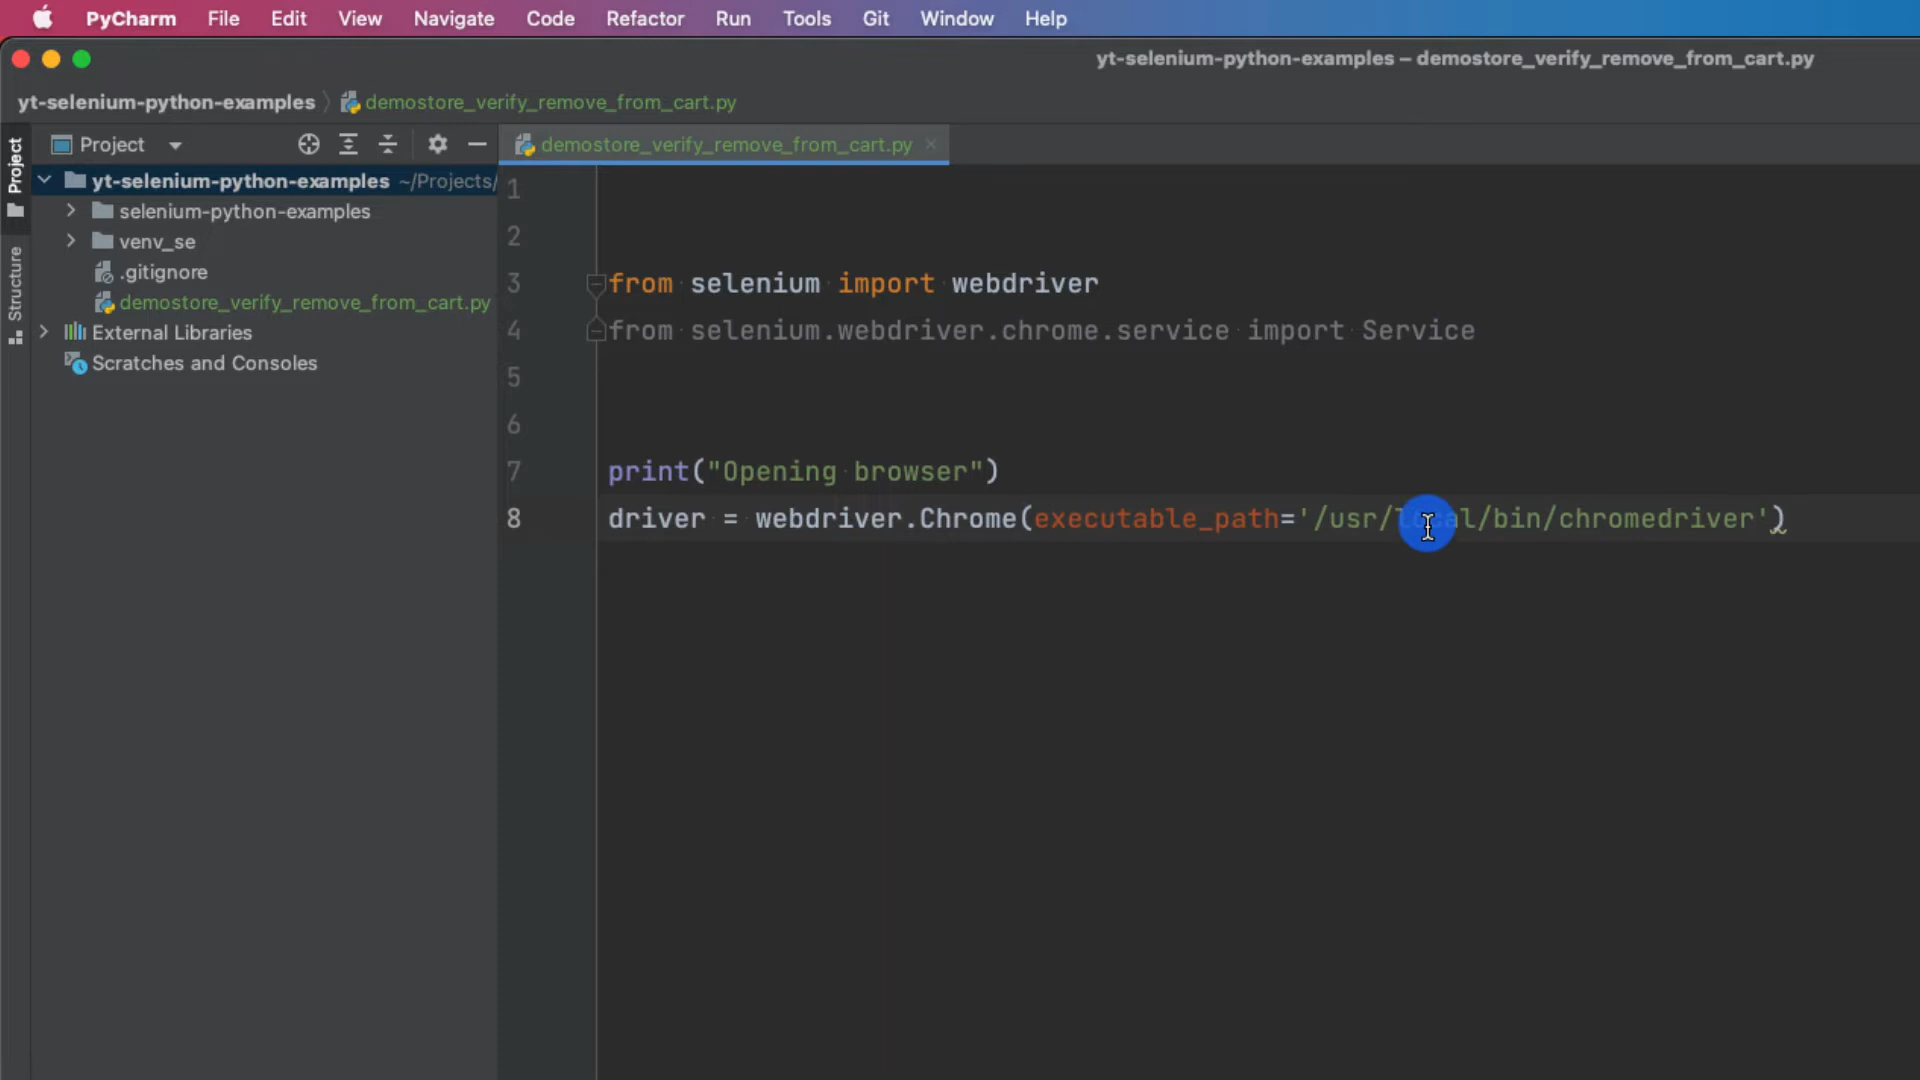 PyCharm File Edit View Navigate Code Refactor Run Tools Git Window Help
yt-selenium-python-examples – demostore_verify_remove_from_cart.py
yt-selenium-python-examples demostore_verify_remove_from_cart.py
Project
Structure
Project
yt-selenium-python-examples ~/Projects/
selenium-python-examples
venv_se
.gitignore
demostore_verify_remove_from_cart.py
External Libraries
Scratches and Consoles
demostore_verify_remove_from_cart.py
1
2
3 from selenium import webdriver
4 from selenium.webdriver.chrome.service import Service
5
6
7 print("Opening browser")
8 driver = webdriver.Chrome(executable_path='/usr/local/bin/chromedriver')